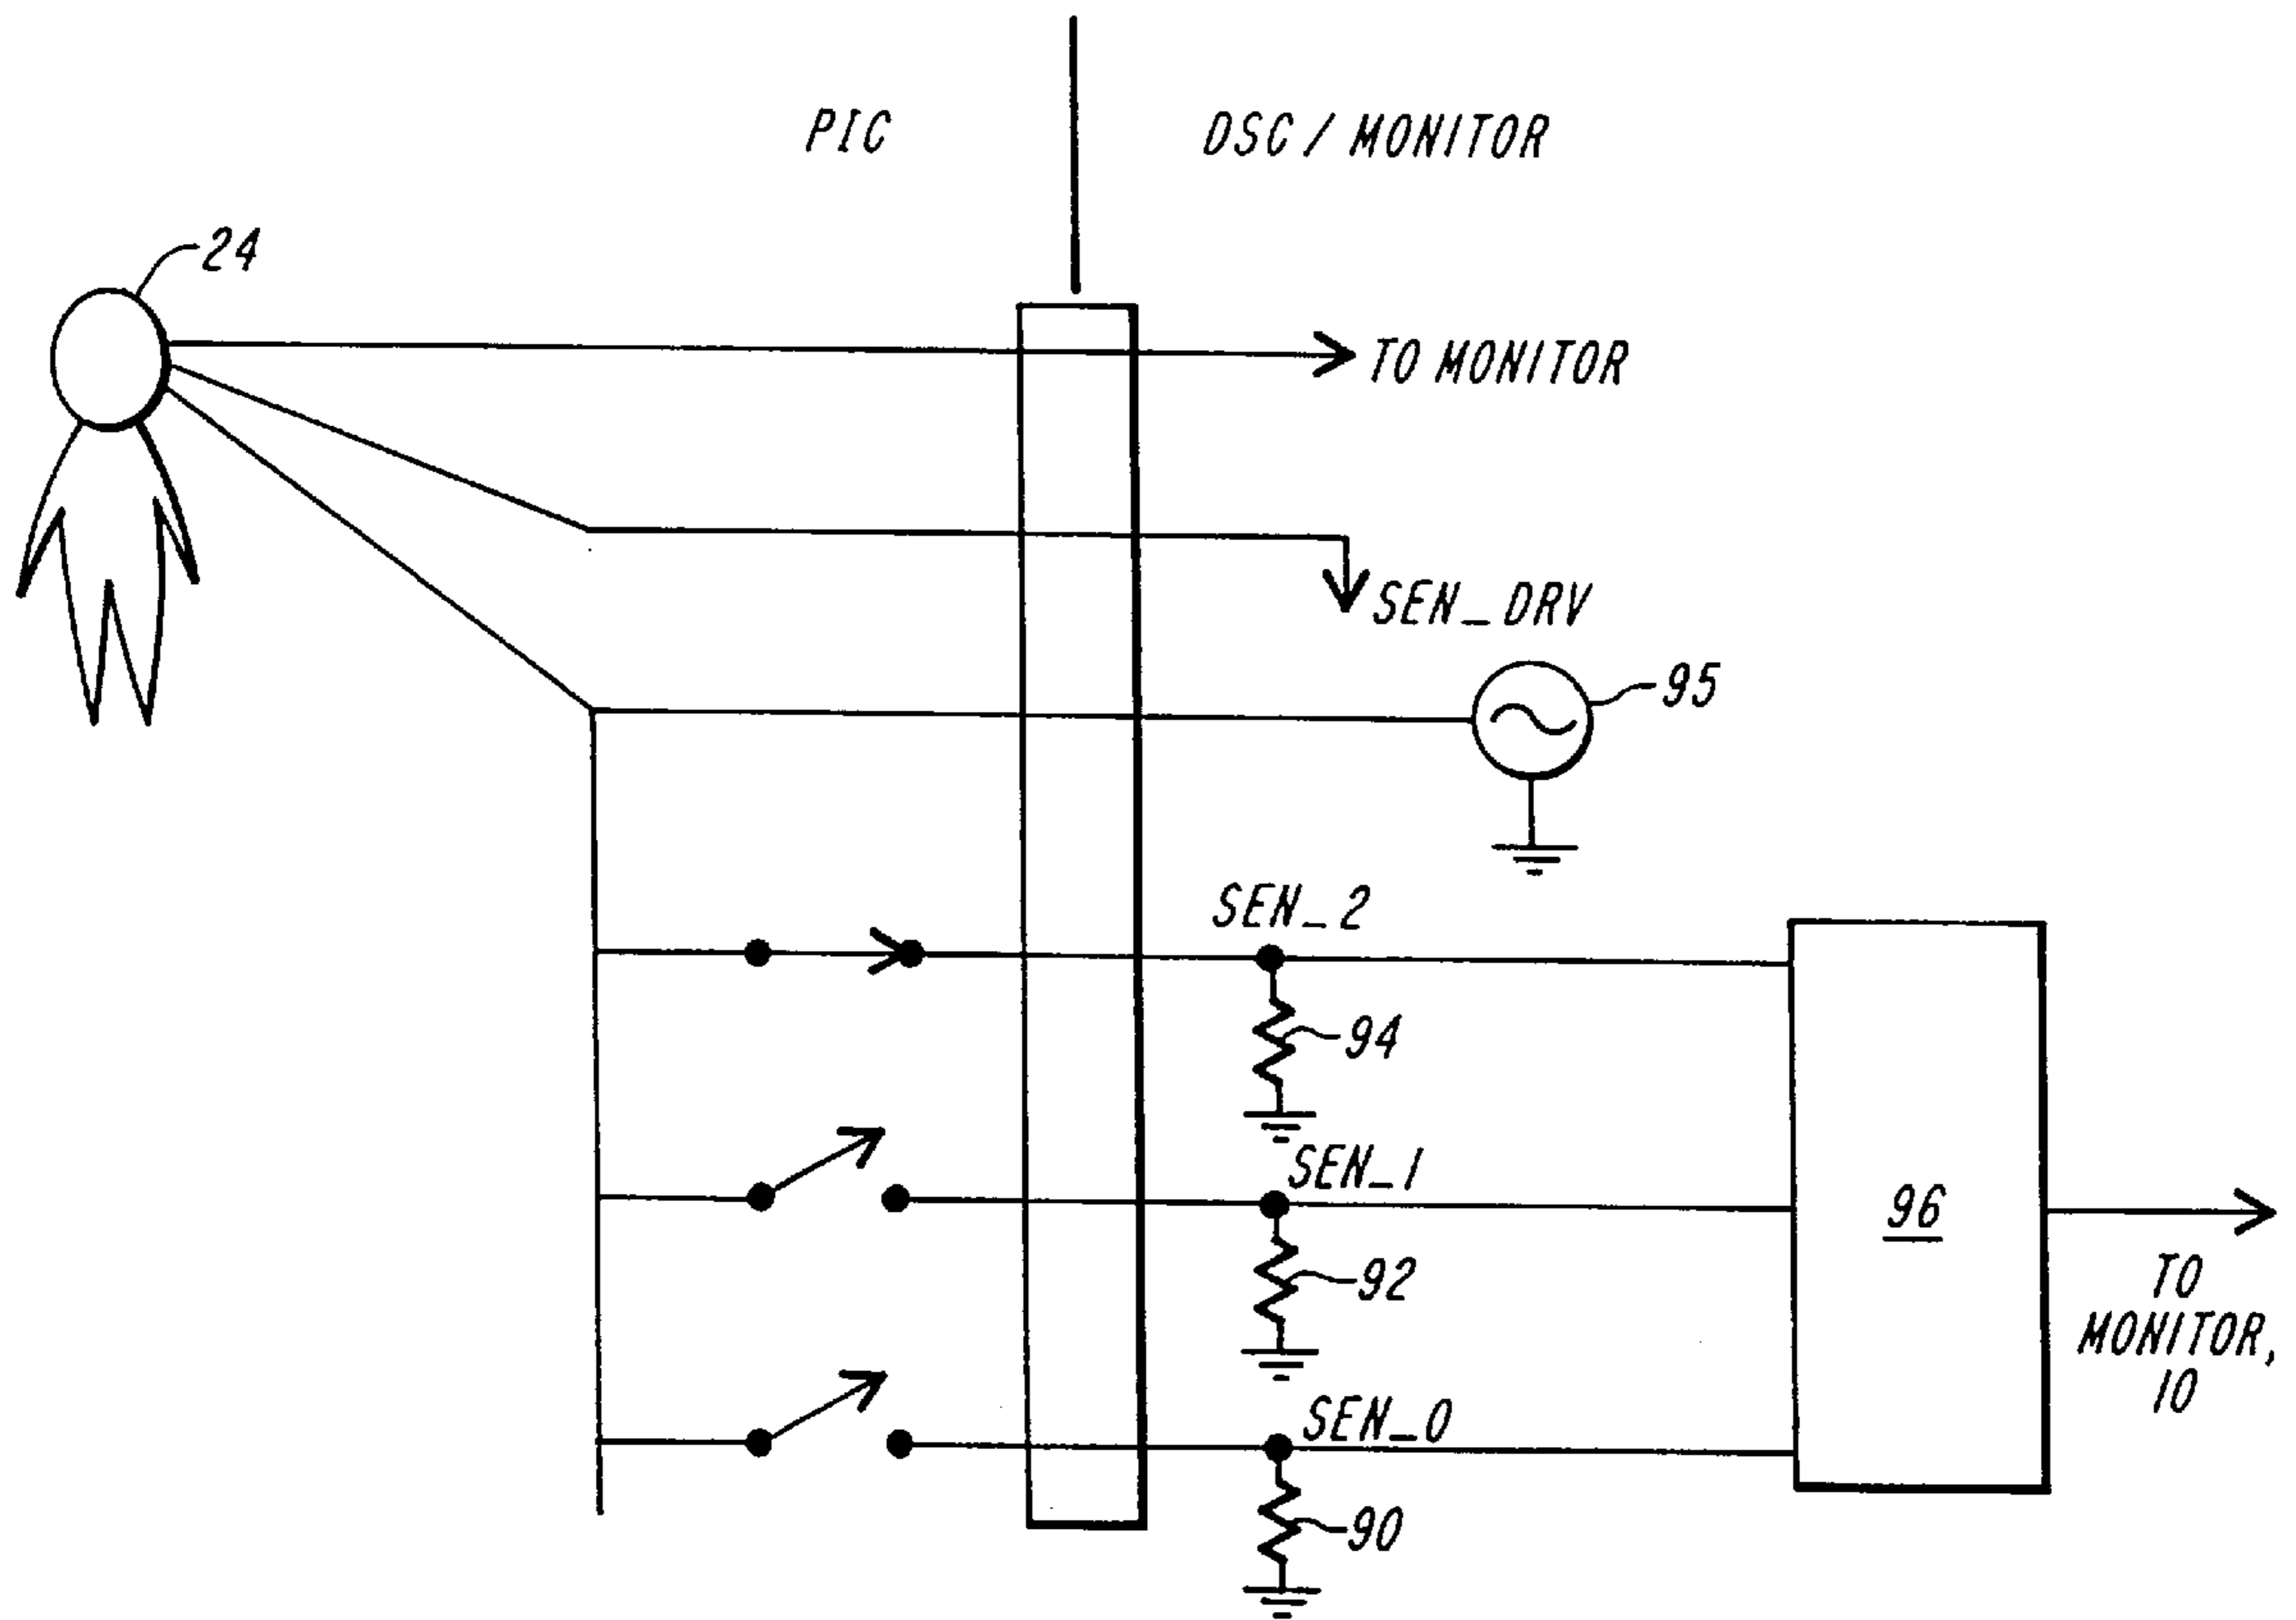 PIC
DSC / MONITOR
24
TO MONITOR
SEN_DRV
95
SEN_2
94
SEN_1
92
96
TO
MONITOR,
10
SEN_0
90